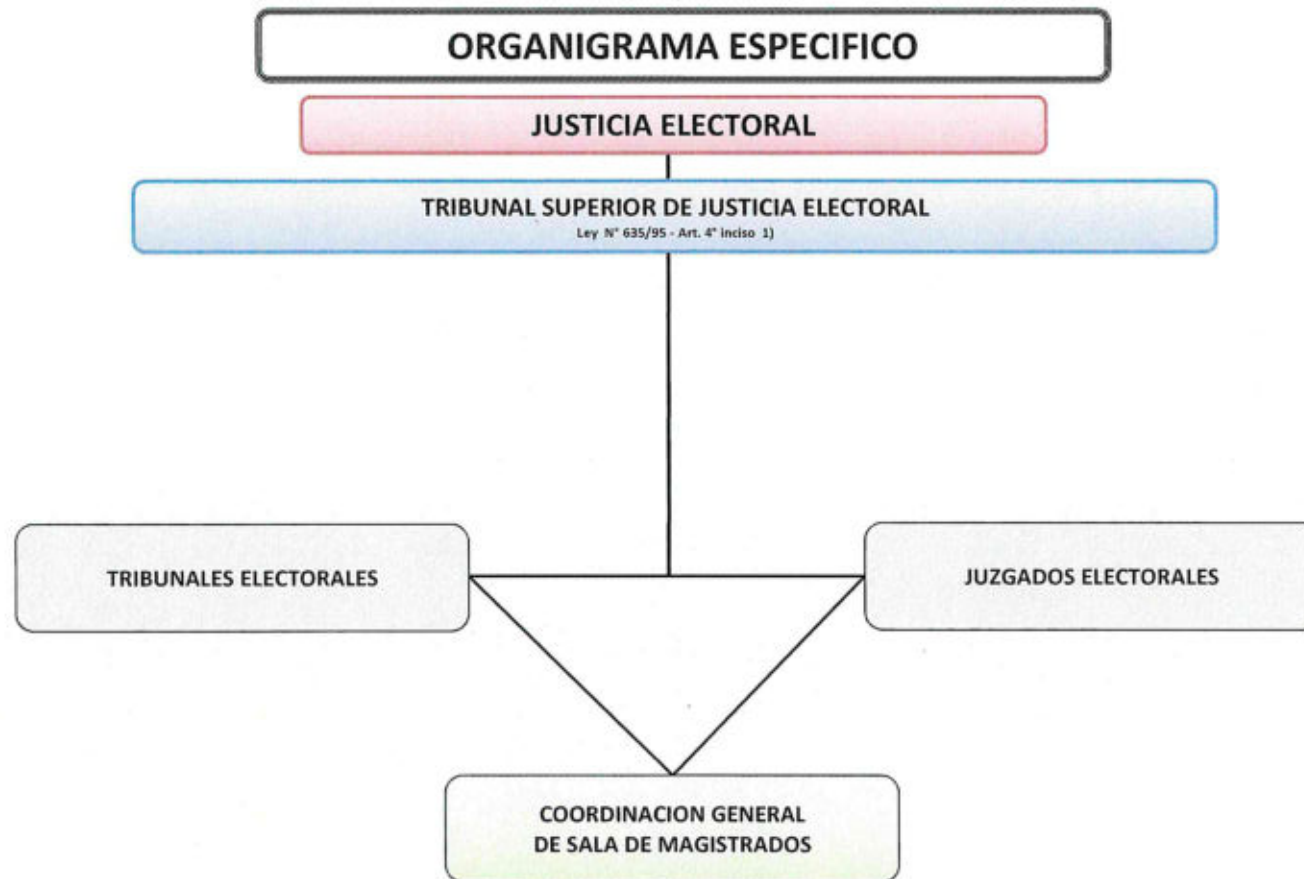 ORGANIGRAMA ESPECIFICO
JUSTICIA ELECTORAL
TRIBUNAL SUPERIOR DE JUSTICIA ELECTORAL
Ley N° 635/95 - Art. 4° inciso 1)
TRIBUNALES ELECTORALES
JUZGADOS ELECTORALES
COORDINACION GENERAL
DE SALA DE MAGISTRADOS